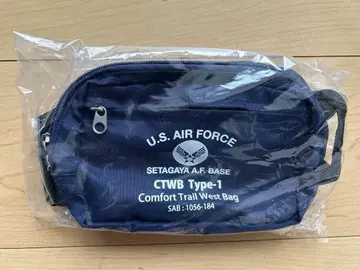 U.S. AIR FORCE
SETAGAYA A.F. BASE
CTWB Type-1
Comfort Trail West Bag
SAB : 1056-184